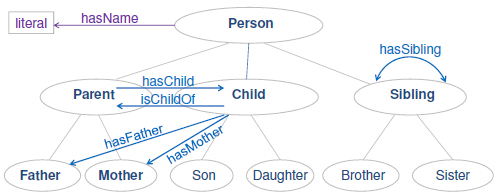 literal
hasName
Person
hasSibling
hasChild
Parent
isChildOf
Child
Sibling
hasFather
hasMother
Father
Mother
Son
Daughter
Brother
Sister